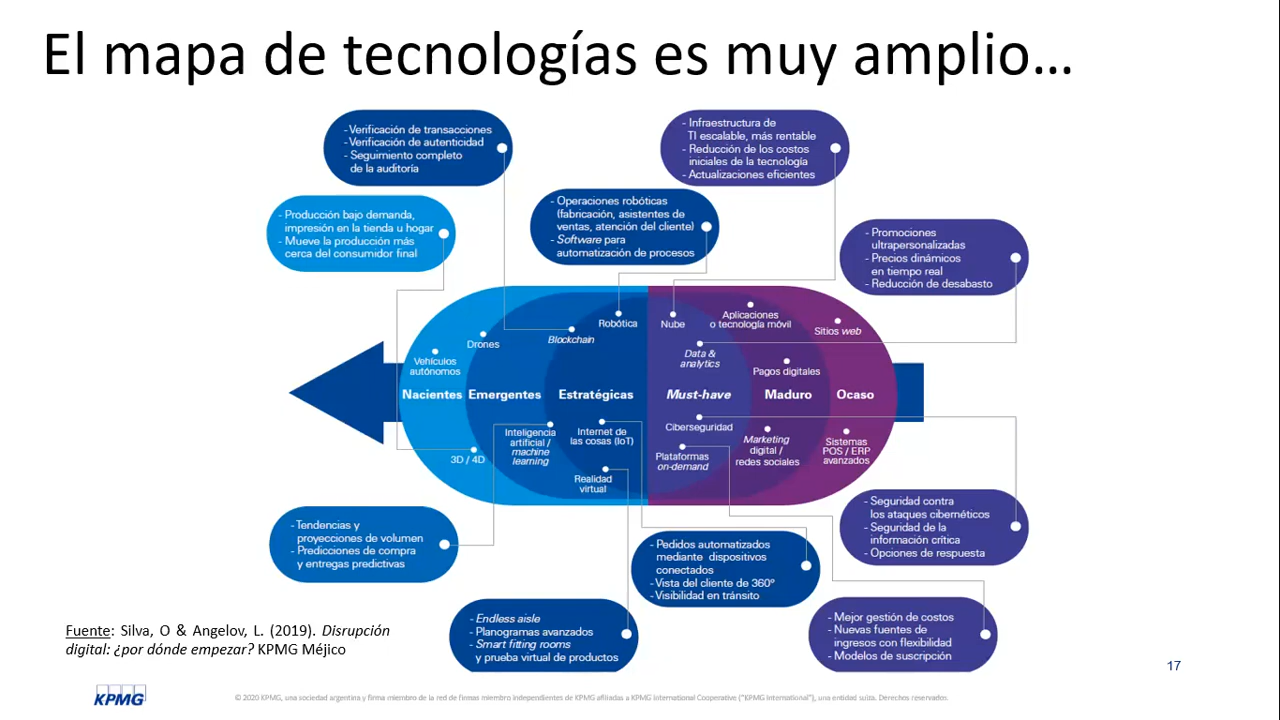 El mapa de tecnologías es muy amplio...
- Verificación de transacciones
- Verificación de autenticidad
- Seguimiento completo
de la auditoría
- Infraestructura de
TI escalable, más rentable
- Reducción de los costos
iniciales de la tecnología
- Actualizaciones eficientes
- Producción bajo demanda,
impresión en la tienda u hogar
- Mueve la producción más
cerca del consumidor final
- Operaciones robóticas
(fabricación, asistentes de
ventas, atención del cliente)
- Software para
automatización de procesos
- Promociones
ultrapersonalizadas
- Precios dinámicos
en tiempo real
- Reducción de desabasto
Vehículos
autónomos
Drones
Blockchain
Robótica
Nube
Aplicaciones
o tecnología móvil
Sitios web
Data &
analytics
Pagos digitales
Nacientes
Emergentes
Estratégicas
Must-have
Maduro
Ocaso
3D / 4D
Inteligencia
artificial /
machine
learning
Internet de
las cosas (IoT)
Realidad
virtual
Ciberseguridad
Plataformas
on-demand
Marketing
digital /
redes sociales
Sistemas
POS / ERP
avanzados
- Tendencias y
proyecciones de volumen
- Predicciones de compra
y entregas predictivas
- Pedidos automatizados
mediante dispositivos
conectados
- Vista del cliente de 360º
- Visibilidad en tránsito
- Seguridad contra
los ataques cibernéticos
- Seguridad de la
información crítica
- Opciones de respuesta
- Endless aisle
- Planogramas avanzados
- Smart fitting rooms
y prueba virtual de productos
- Mejor gestión de costos
- Nuevas fuentes de
ingresos con flexibilidad
- Modelos de suscripción
Fuente: Silva, O & Angelov, L. (2019). Disrupción
digital: ¿por dónse empezar? KPMG Méjico
17
KPMG
© 2020 KPMG, una sociedad argentina y firma miembro de la red de firmas miembro independientes de KPMG afiliadas a KPMG International Cooperative ("KPMG International"), una entidad suiza. Derechos reservados.